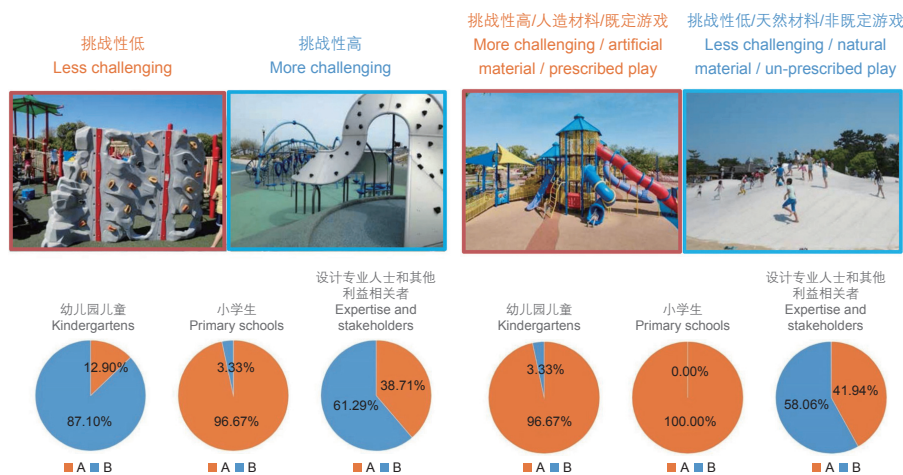 挑战性低
Less challenging
挑战性高
More challenging
幼儿园儿童
Kindergartens
12.90%
87.10%
A B
小学生
Primary schools
3.33%
96.67%
A B
设计专业人士和其他
利益相关者
Expertise and
stakeholders
38.71%
61.29%
A B
挑战性高/人造材料/既定游戏
More challenging / artificial
material / prescribed play
挑战性低/天然材料/非既定游戏
Less challenging / natural
material / un-prescribed play
幼儿园儿童
Kindergartens
3.33%
96.67%
A B
小学生
Primary schools
0.00%
100.00%
A B
设计专业人士和其他
利益相关者
Expertise and
stakeholders
41.94%
58.06%
A B